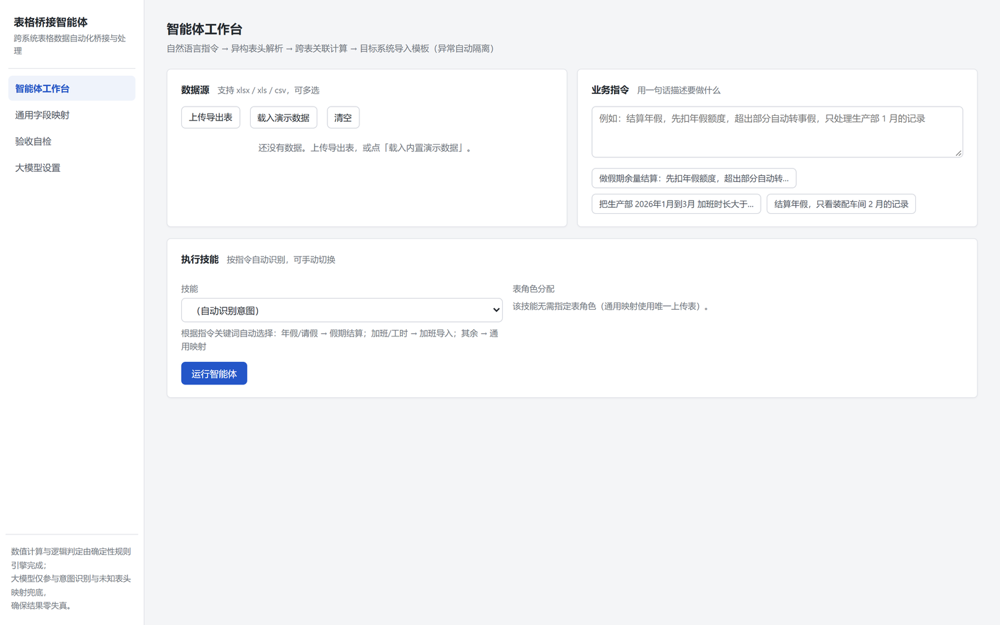 表格桥接智能体
跨系统表格数据自动化桥接与处
理
智能体工作台
通用字段映射
验收自检
大模型设置
数值计算与逻辑判定由确定性规则
引擎完成；
大模型仅参与意图识别与未知表头
映射兜底，
确保结果零失真。
智能体工作台
自然语言指令 → 异构表头解析 → 跨表关联计算 → 目标系统导入模板（异常自动隔离）
数据源 支持 xlsx / xls / csv，可多选
上传导出表 载入演示数据 清空
还没有数据。上传导出表，或点「载入内置演示数据」。
业务指令 用一句话描述要做什么
例如：结算年假，先扣年假额度，超出部分自动转事假，只处理生产部 1 月的记录
做假期余量结算：先扣年假额度，超出部分自动转...
把生产部 2026年1月到3月 加班时长大于... 结算年假，只看装配车间 2 月的记录
执行技能 按指令自动识别，可手动切换
技能
（自动识别意图）
根据指令关键词自动选择：年假/请假 → 假期结算；加班/工时 → 加班导入；其余 → 通
用映射
表角色分配
该技能无需指定表角色（通用映射使用唯一上传表）。
运行智能体